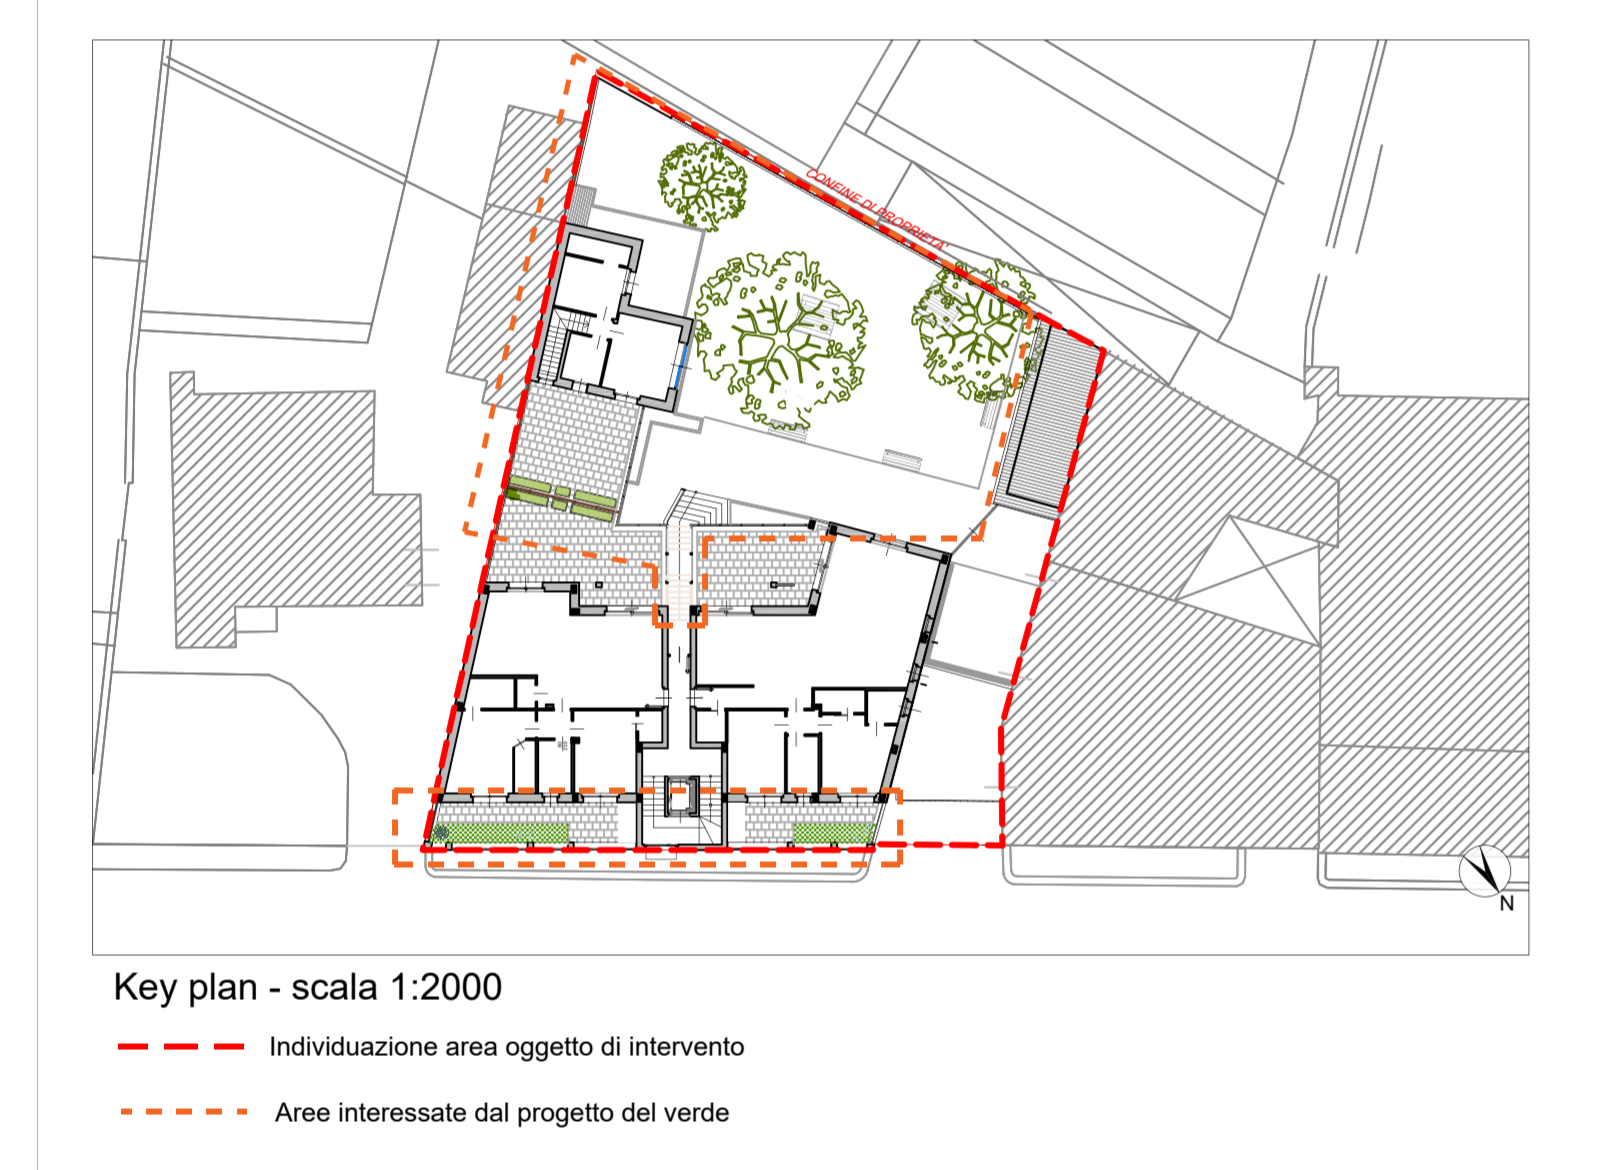 CONFINE DI PROPRIETA'
N
Key plan - scala 1:2000
Individuazione area oggetto di intervento
Aree interessate dal progetto del verde